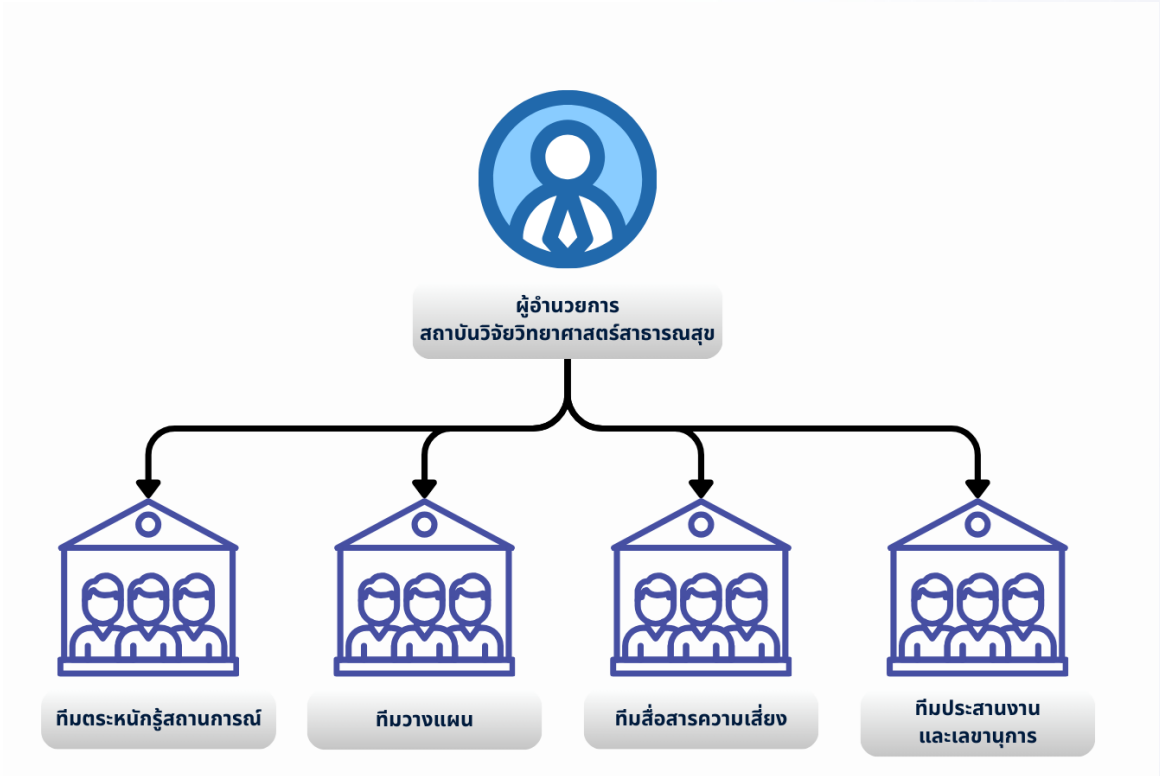 ผู้อำนวยการ
สถาบันวิจัยวิทยาศาสตร์สาธารณสุข
ทีมตระหนักรู้สถานการณ์
ทีมวางแผน
ทีมสื่อสารความเสี่ยง
ทีมประสานงาน
และเลขานุการ